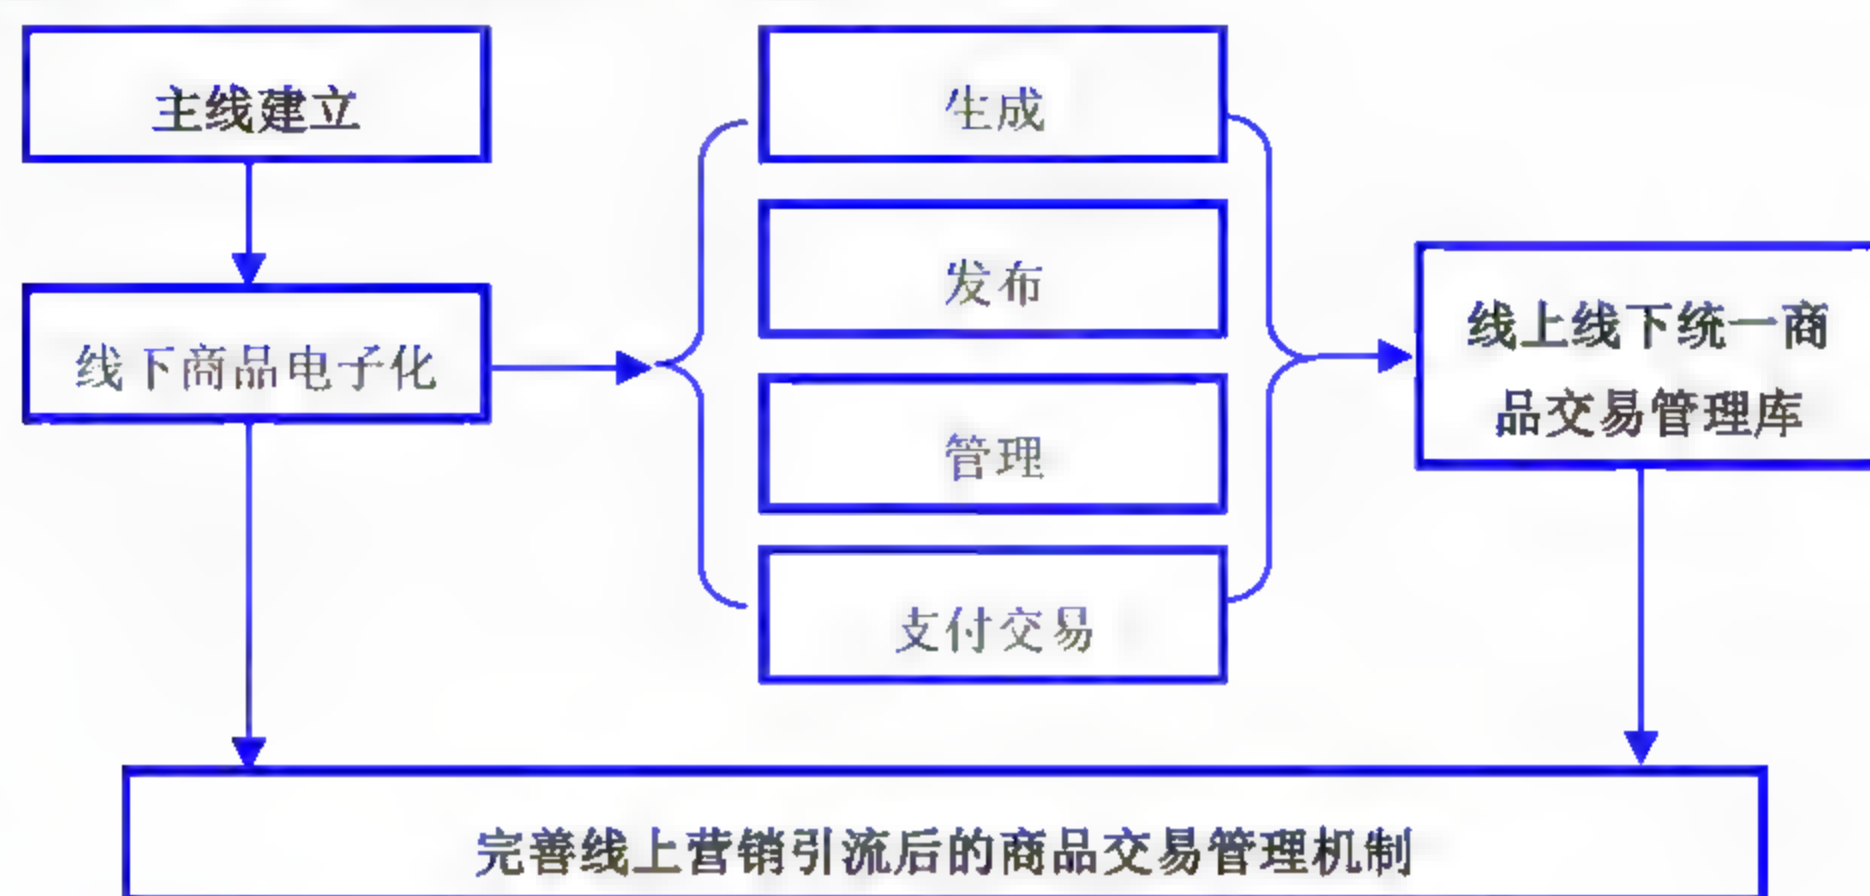 主线建立
线下商品电子化
生成
发布
管理
支付交易
线上线下统一商
品交易管理库
完善线上营销引流后的商品交易管理机制